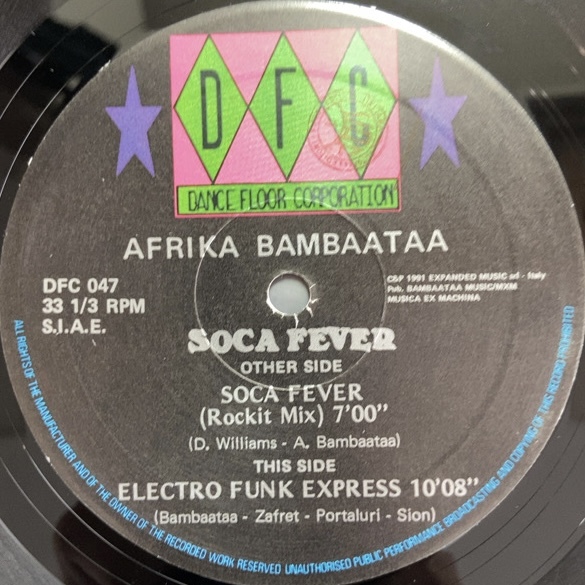 DFC
DANCE FLOOR CORPORATION
AFRIKA BAMBAATAA
DFC 047
33 1/3 RPM
S.I.A.E.
C&P 1991 EXPANDED MUSIC srl - Italy
Pub. BAMBAATAA MUSIC/MXM
MUSICA EX MACHINA
SOCA FEVER
OTHER SIDE
SOCA FEVER
(Rockit Mix) 7'00"
(D. Williams - A. Bambaataa)
THIS SIDE
ELECTRO FUNK EXPRESS 10'08"
(Bambaataa - Zafret - Portaluri - Sion)
ALL RIGHTS OF THE MANUFACTURER AND OF THE OWNER OF THE RECORDED WORK RESERVED UNAUTHORISED PUBLIC PERFORMANCE BROADCASTING AND COPYING OF THIS RECORD PROHIBITED